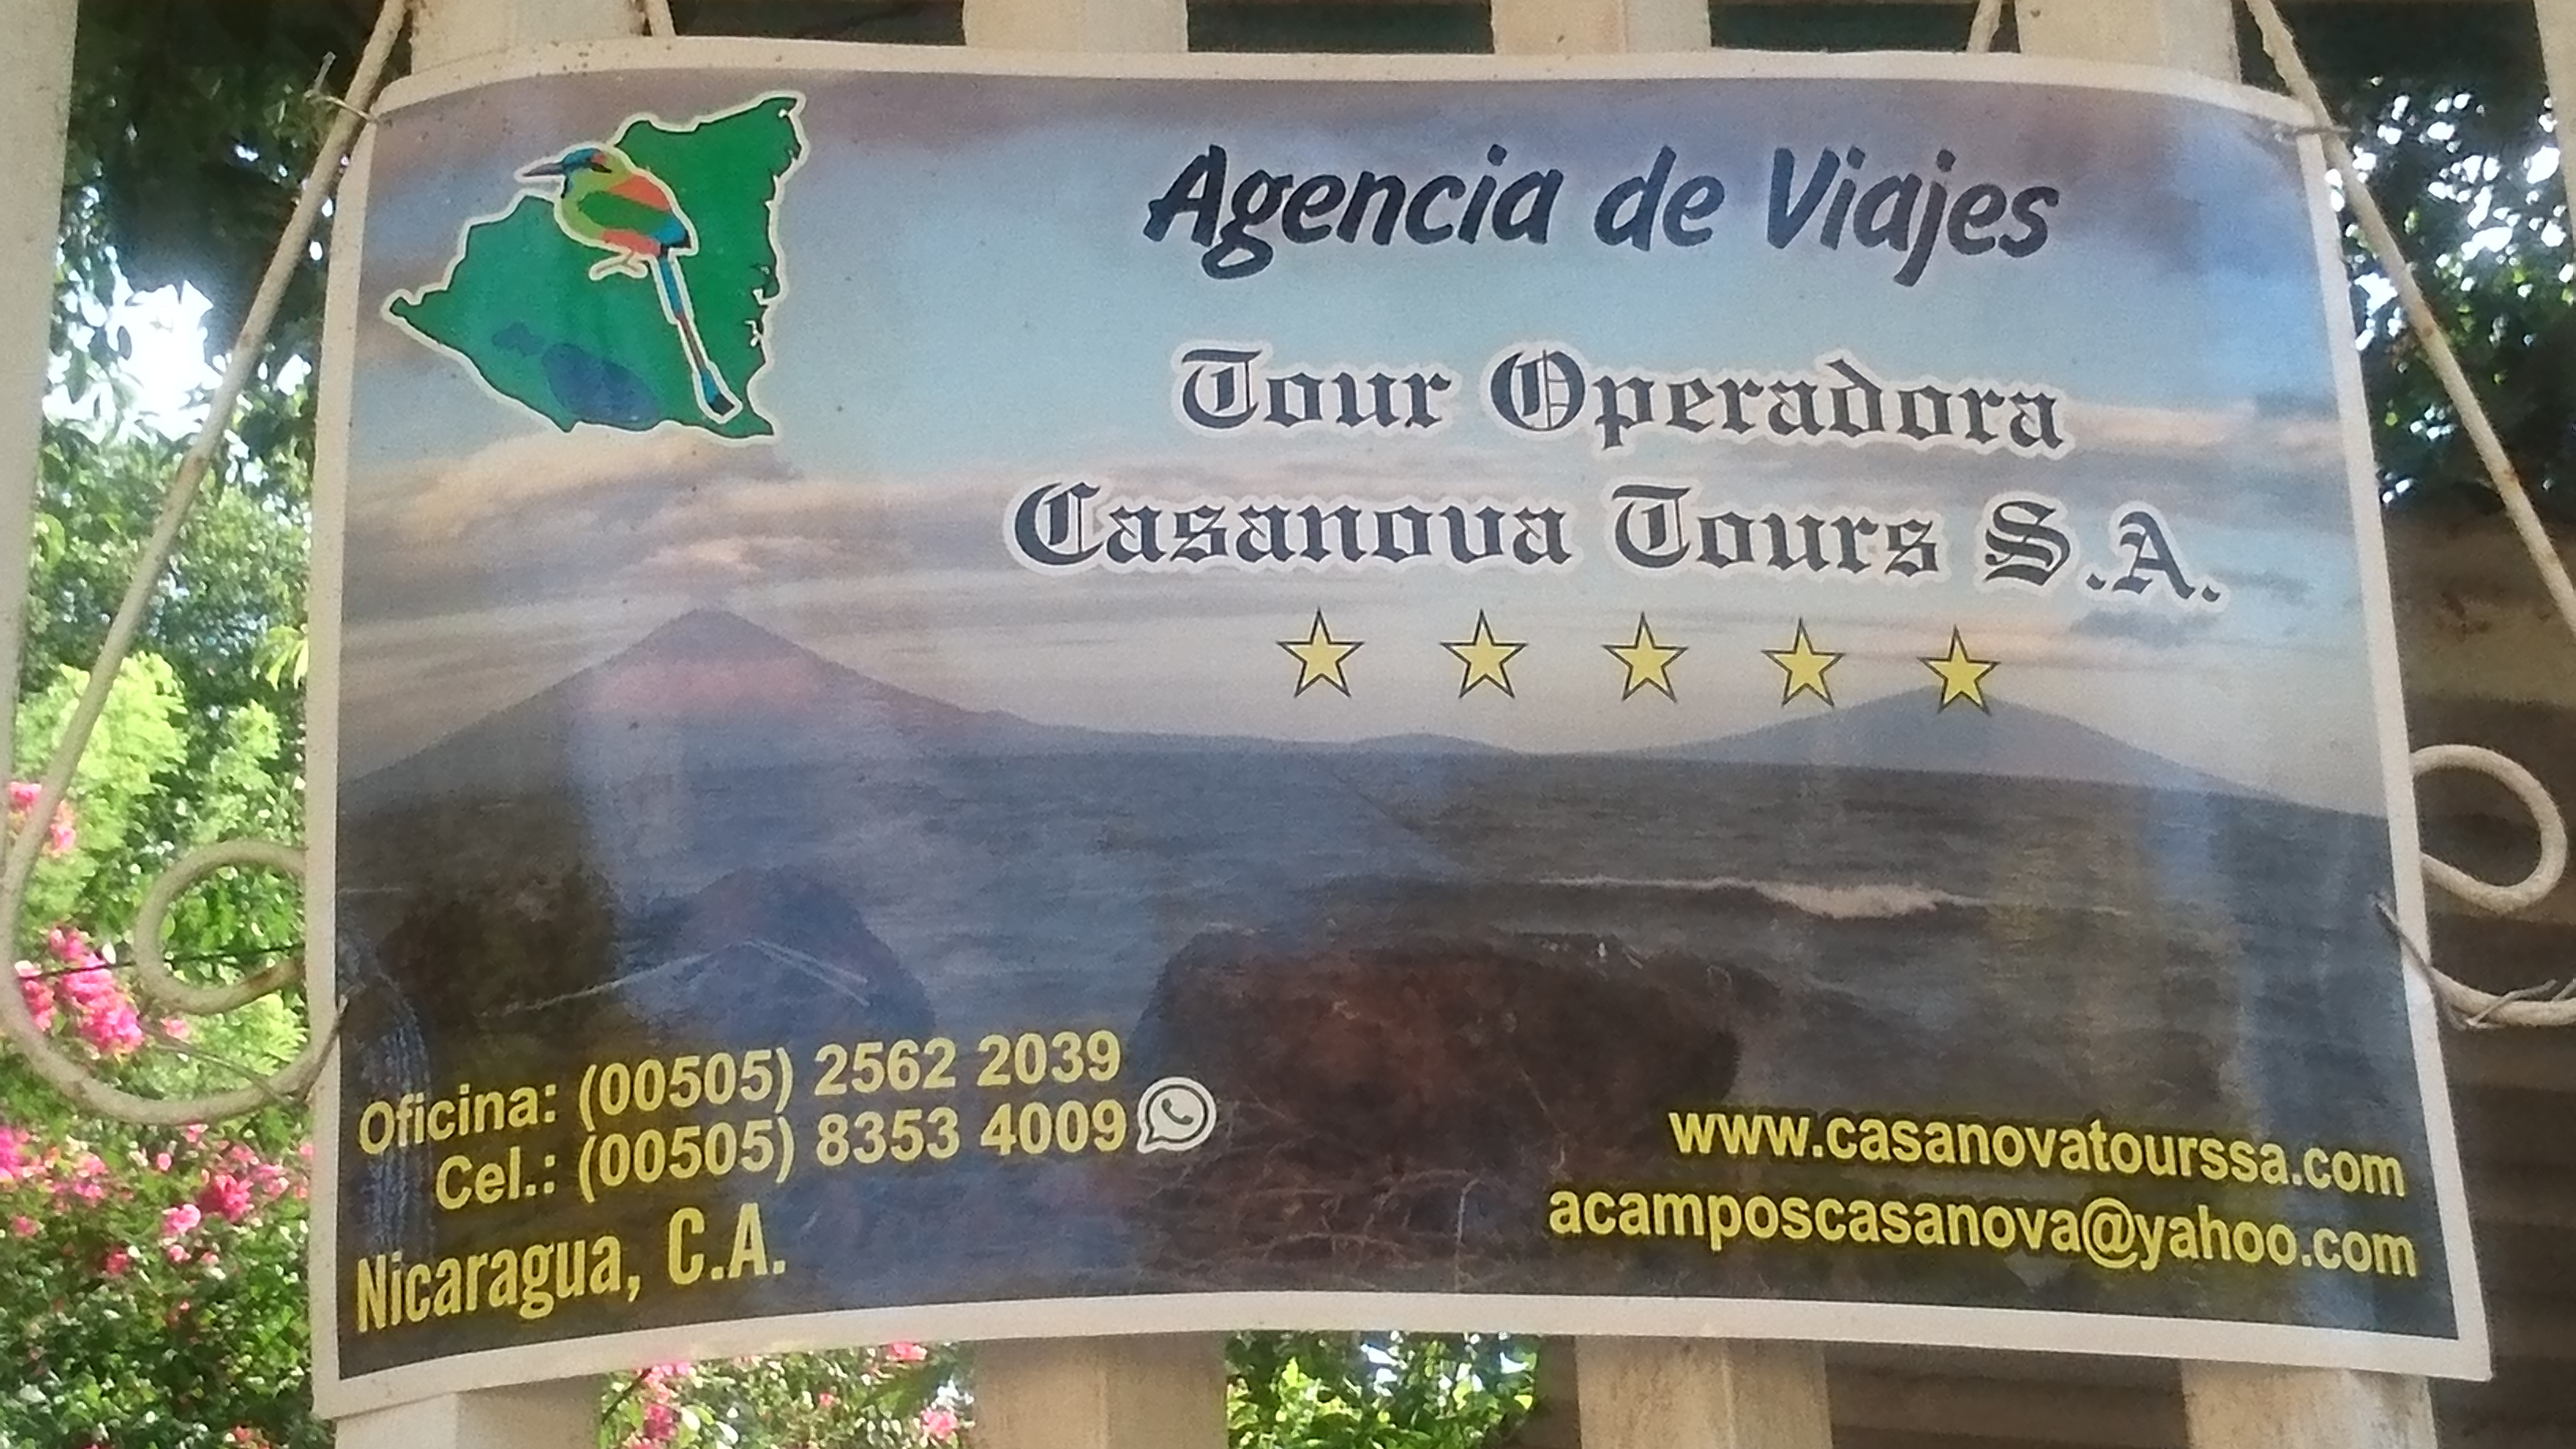 Agencia de Viajes
Tour Operadora
Casanova Tours S.A.
Oficina: (00505) 2562 2039
Cel.: (00505) 8353 4009
Nicaragua, C.A.
www.casanovatourssa.com
acamposcasanova@yahoo.com